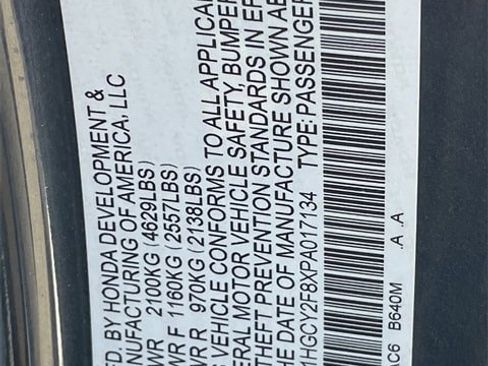 FD. BY HONDA DEVELOPMENT &
NUFACTURING OF AMERICA, LLC
WR 2100KG (4629LBS)
WR F 1160KG (2557LBS)
WR R 970KG (2138LBS)
S VEHICLE CONFORMS TO ALL APPLICA
ERAL MOTOR VEHICLE SAFETY, BUMPER
THEFT PREVENTION STANDARDS IN EF
THE DATE OF MANUFACTURE SHOWN AB
1HGCY2F8XPA017134 TYPE:PASSENGER
AC6 B640M .A .A